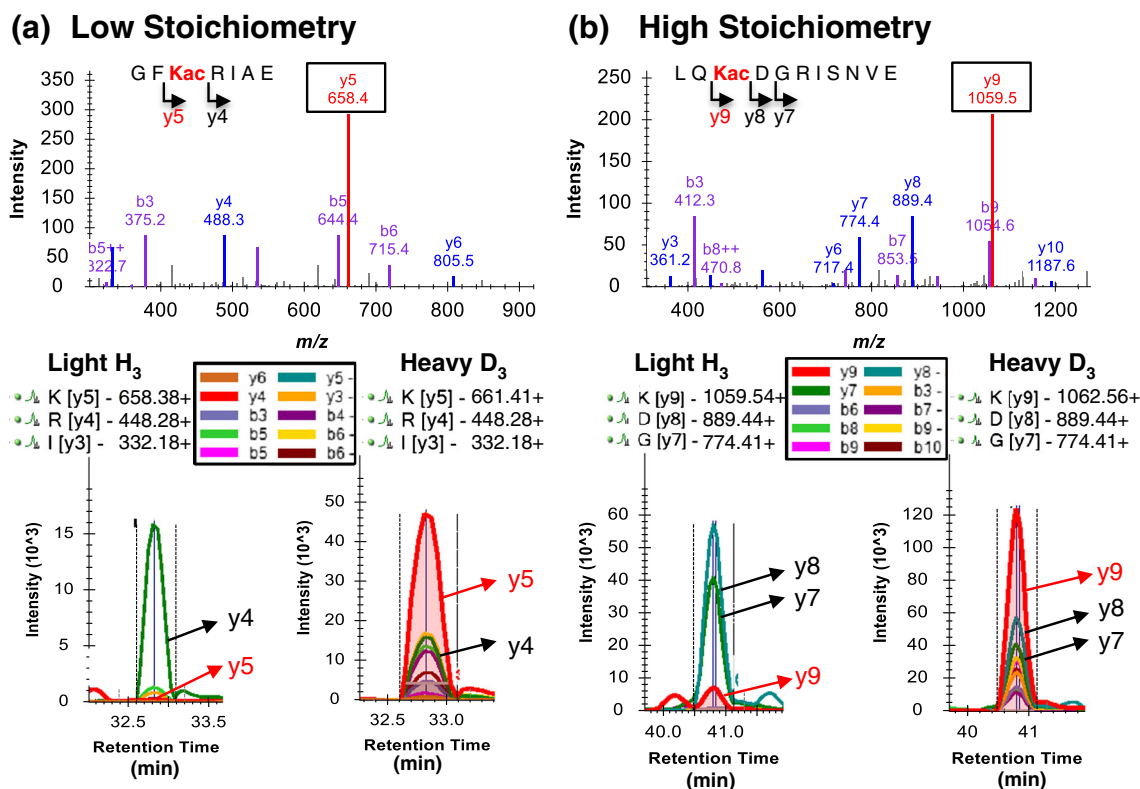 (a) Low Stoichiometry
G F Kac R I A E
y5
y4
y5
658.4
b3
375.2
y4
488.3
b5
644.4
b5++
322.7
b6
715.4
y6
805.5
Intensity
350
300
250
200
150
100
50
0
400 500 600 700 800 900
m/z
Light H3
K [y5] - 658.38+
R [y4] - 448.28+
I [y3] - 332.18+
y6 y5 -
y4 y3 -
b3 b4 -
b5 b6 -
b5 b6 -
Heavy D3
K [y5] - 661.41+
R [y4] - 448.28+
I [y3] - 332.18+
Intensity (10^3)
15
10
5
0
y4
y5
32.5 33.5
Retention Time
(min)
Intensity (10^3)
50
40
30
20
10
0
y5
y4
32.5 33.0
Retention Time
(min)
(b) High Stoichiometry
L Q Kac D G R I S N V E
y9 y8 y7
y9
1059.5
b3
412.3
y8
889.4
y7
774.4
b9
1054.6
y3
361.2
b8++
470.8
y6
717.4
b7
853.5
y10
1187.6
Intensity
250
200
150
100
50
0
400 600 800 1000 1200
m/z
Light H3
K [y9] - 1059.54+
D [y8] - 889.44+
G [y7] - 774.41+
y9 y8 -
y7 b3 -
b6 b7 -
b8 b9 -
b9 b10
Heavy D3
K [y9] - 1062.56+
D [y8] - 889.44+
G [y7] - 774.41+
Intensity (10^3)
60
50
40
30
20
10
0
y8
y7
y9
40.0 41.0
Retention Time
(min)
Intensity (10^3)
120
100
80
60
40
20
0
y9
y8
y7
40 41
Retention Time
(min)